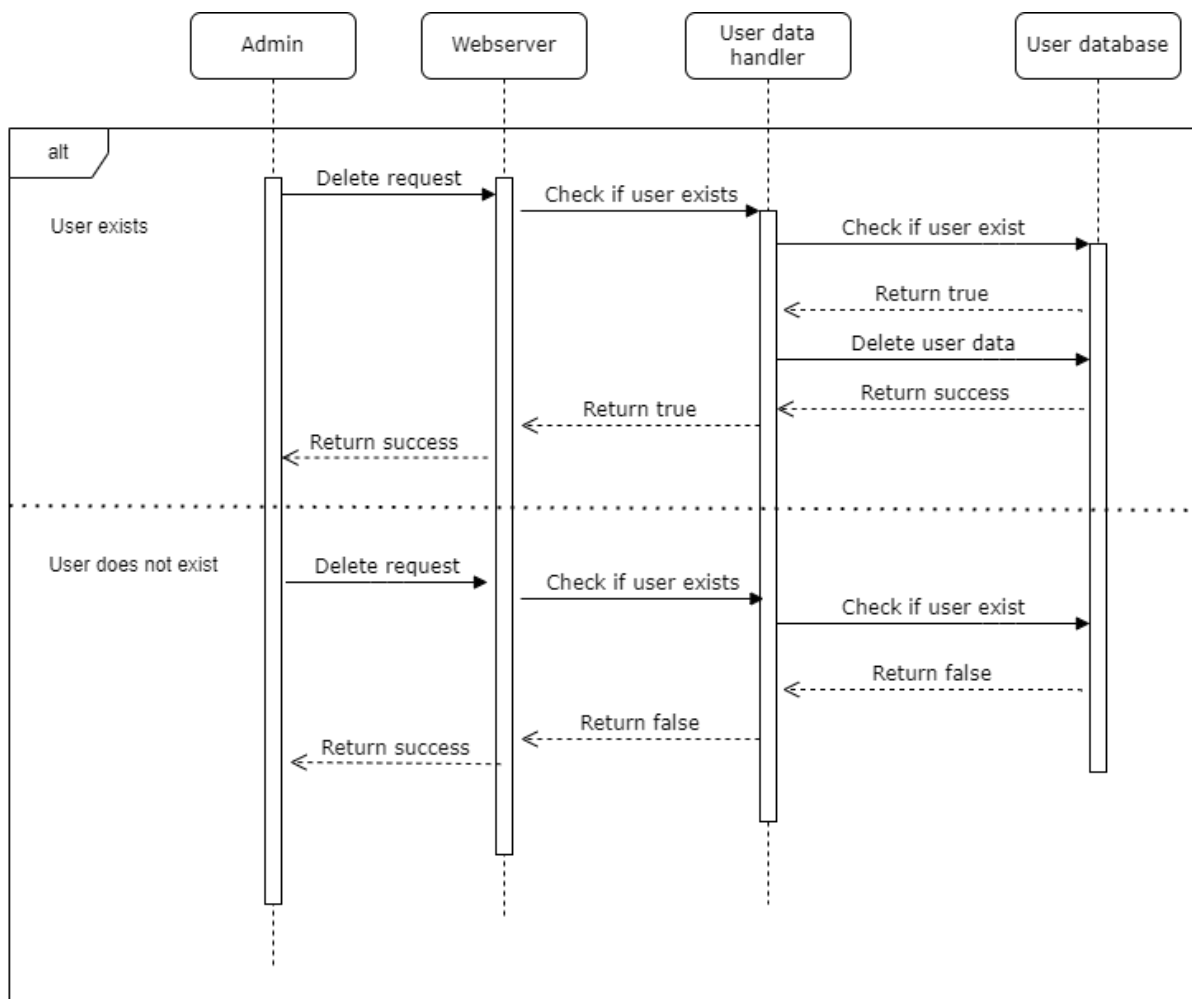 Admin
Webserver
User data
handler
User database
alt
Delete request
Check if user exists
User exists
Check if user exist
Return true
Delete user data
Return success
Return true
Return success
User does not exist
Delete request
Check if user exists
Check if user exist
Return false
Return false
Return success